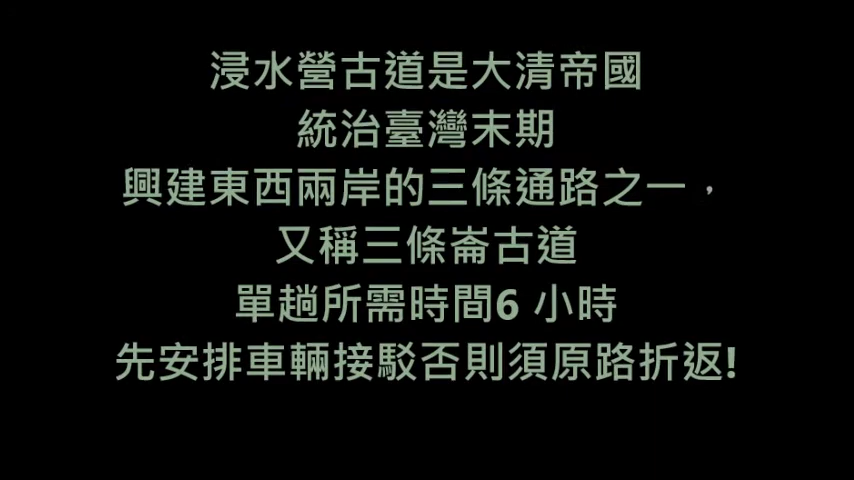 浸水營古道是大清帝國
統治臺灣末期
興建東西兩岸的三條通路之一，
又稱三條崙古道
單趟所需時間6 小時
先安排車輛接駁否則須原路折返!